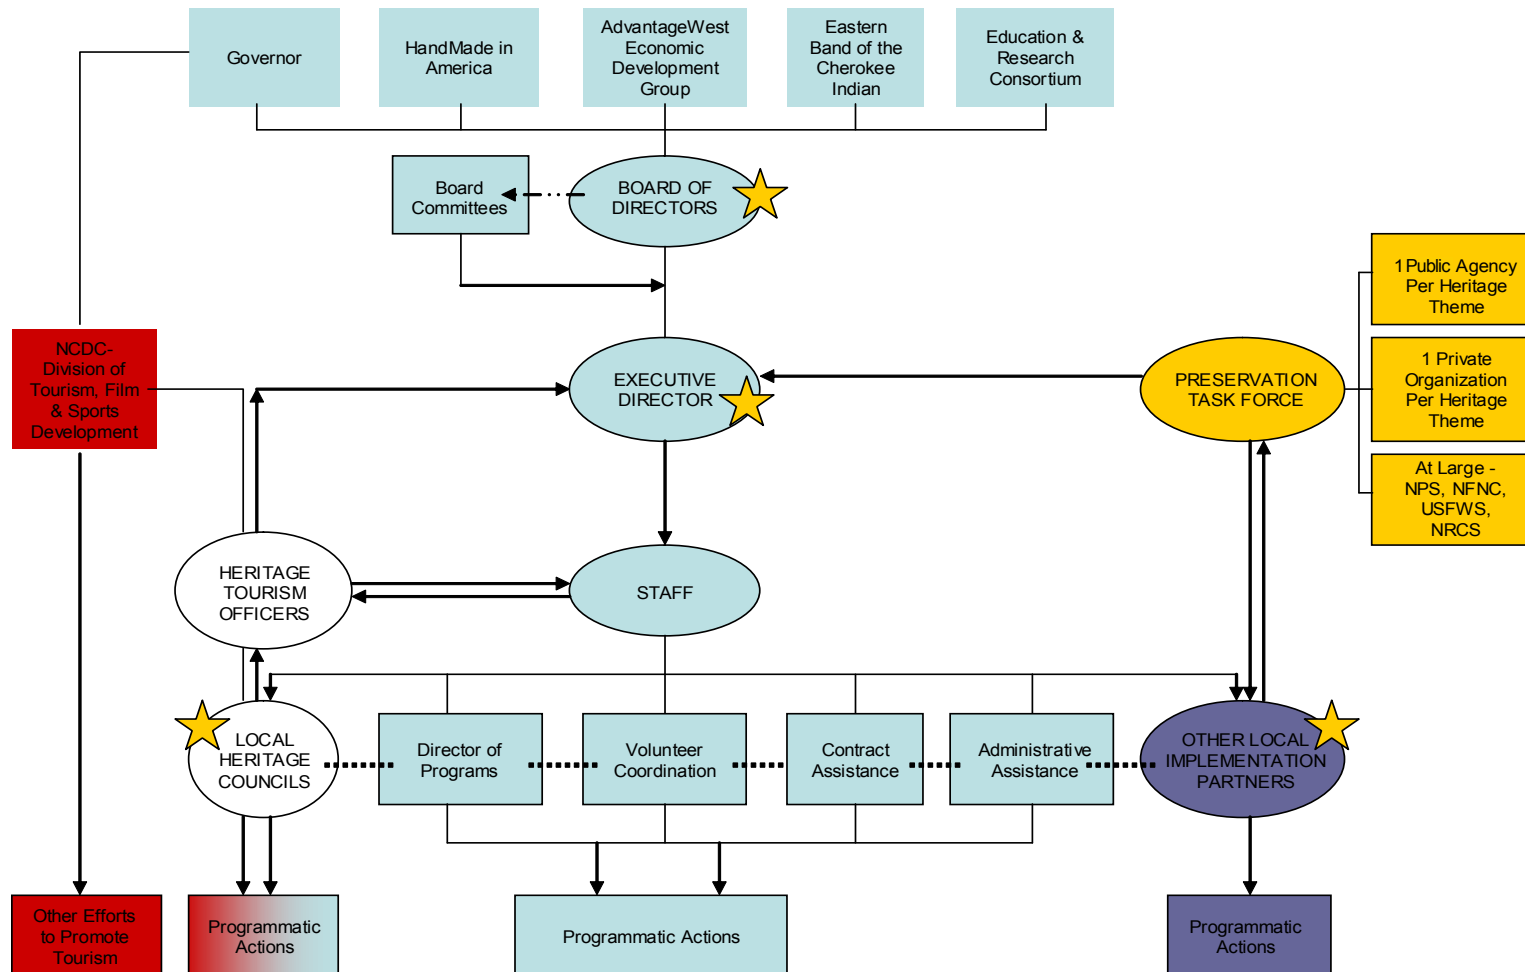 Governor
HandMade in
America
AdvantageWest
Economic
Development
Group
Eastern
Band of the
Cherokee
Indian
Education &
Research
Consortium
Board
Committees
BOARD OF
DIRECTORS
1Public Agency
Per Heritage
Theme
NCDC-
Division of
Tourism, Film
& Sports
Development
EXECUTIVE
DIRECTOR
PRESERVATION
TASK FORCE
1 Private
Organization
Per Heritage
Theme
At Large -
NPS, NFNC,
USFWS,
NRCS
HERITAGE
TOURISM
OFFICERS
STAFF
LOCAL
HERITAGE
COUNCILS
Director of
Programs
Volunteer
Coordination
Contract
Assistance
Administrative
Assistance
OTHER LOCAL
IMPLEMENTATION
PARTNERS
Other Efforts
to Promote
Tourism
Programmatic
Actions
Programmatic Actions
Programmatic
Actions